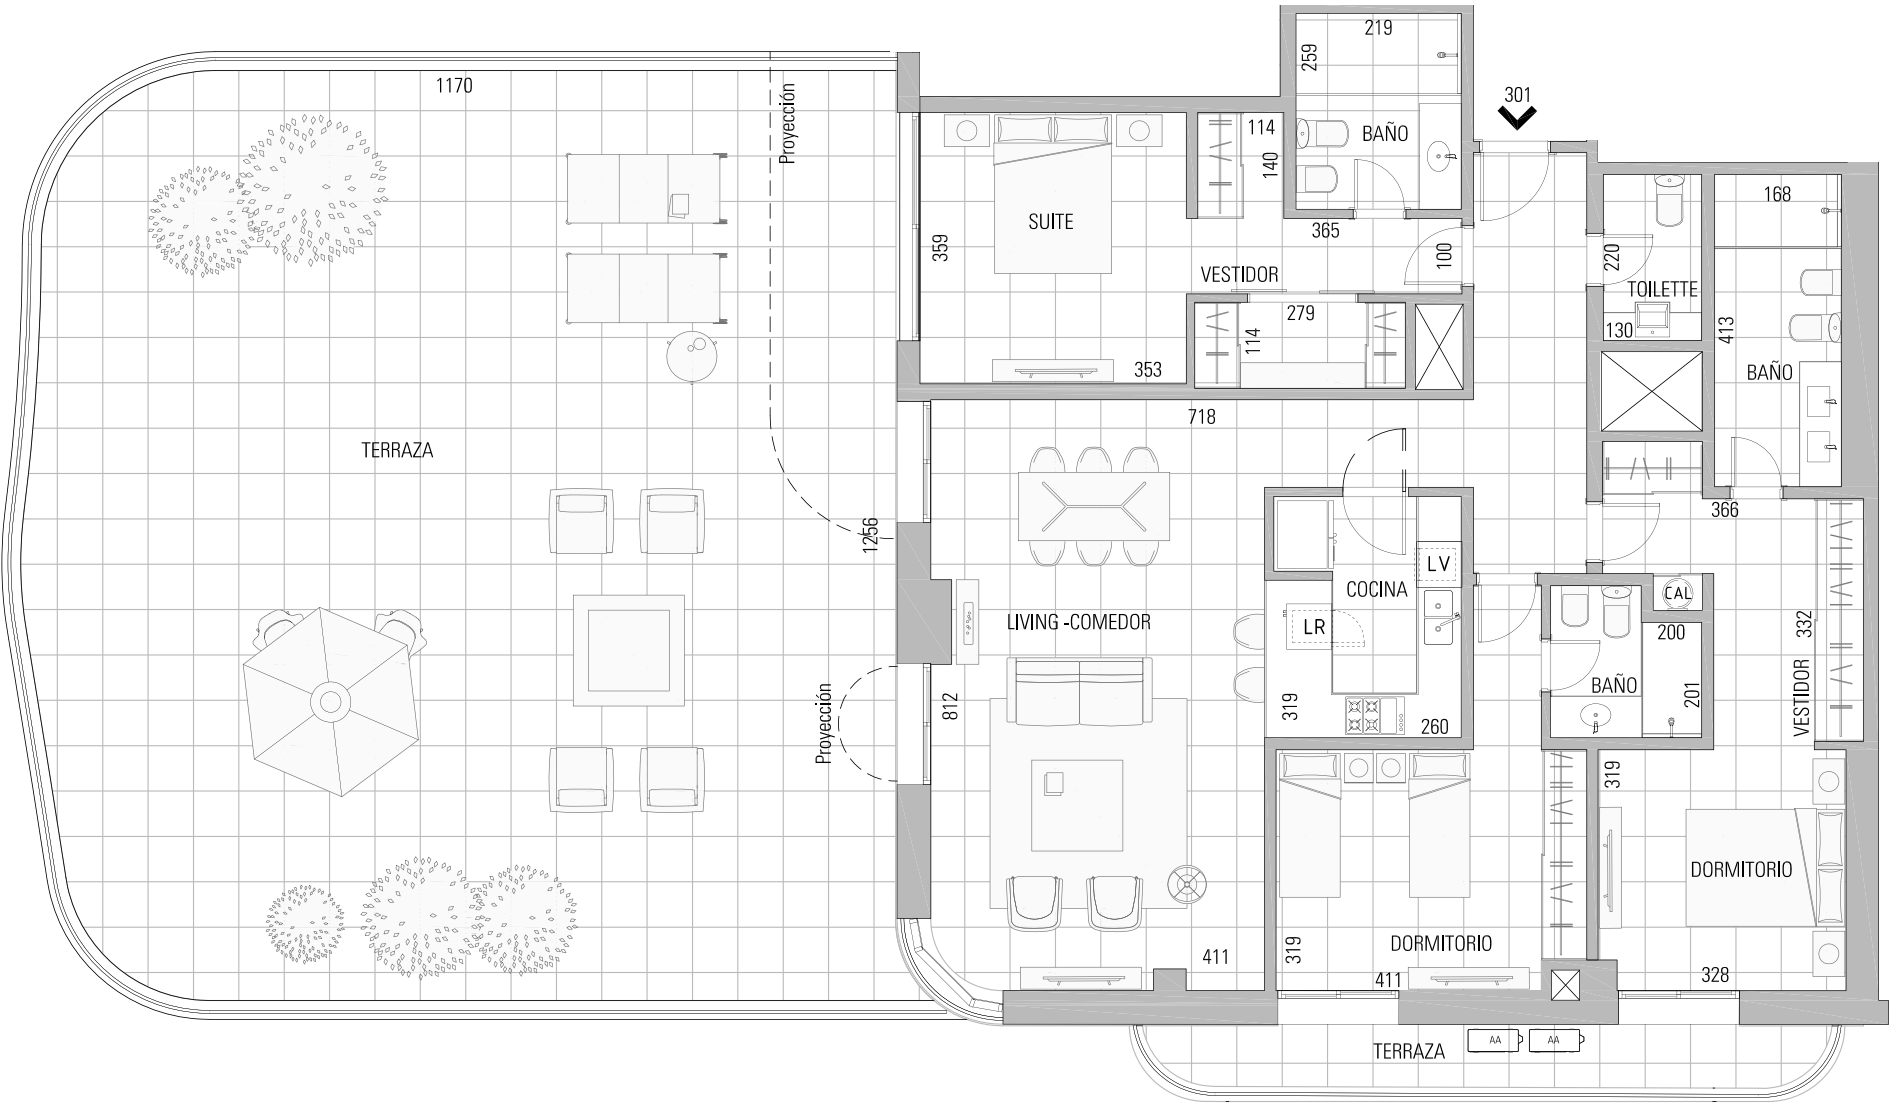 219
259
1170
301
Proyección
114
BAÑO
140
168
SUITE
365
359
100
220
VESTIDOR
TOILETTE
279
130
114
413
353
BAÑO
718
TERRAZA
366
1256
LV
COCINA
CAL
LIVING -COMEDOR
LR
332
200
BAÑO
201
VESTIDOR
Proyección
812
319
260
319
DORMITORIO
DORMITORIO
319
411
411
328
TERRAZA
AA
AA